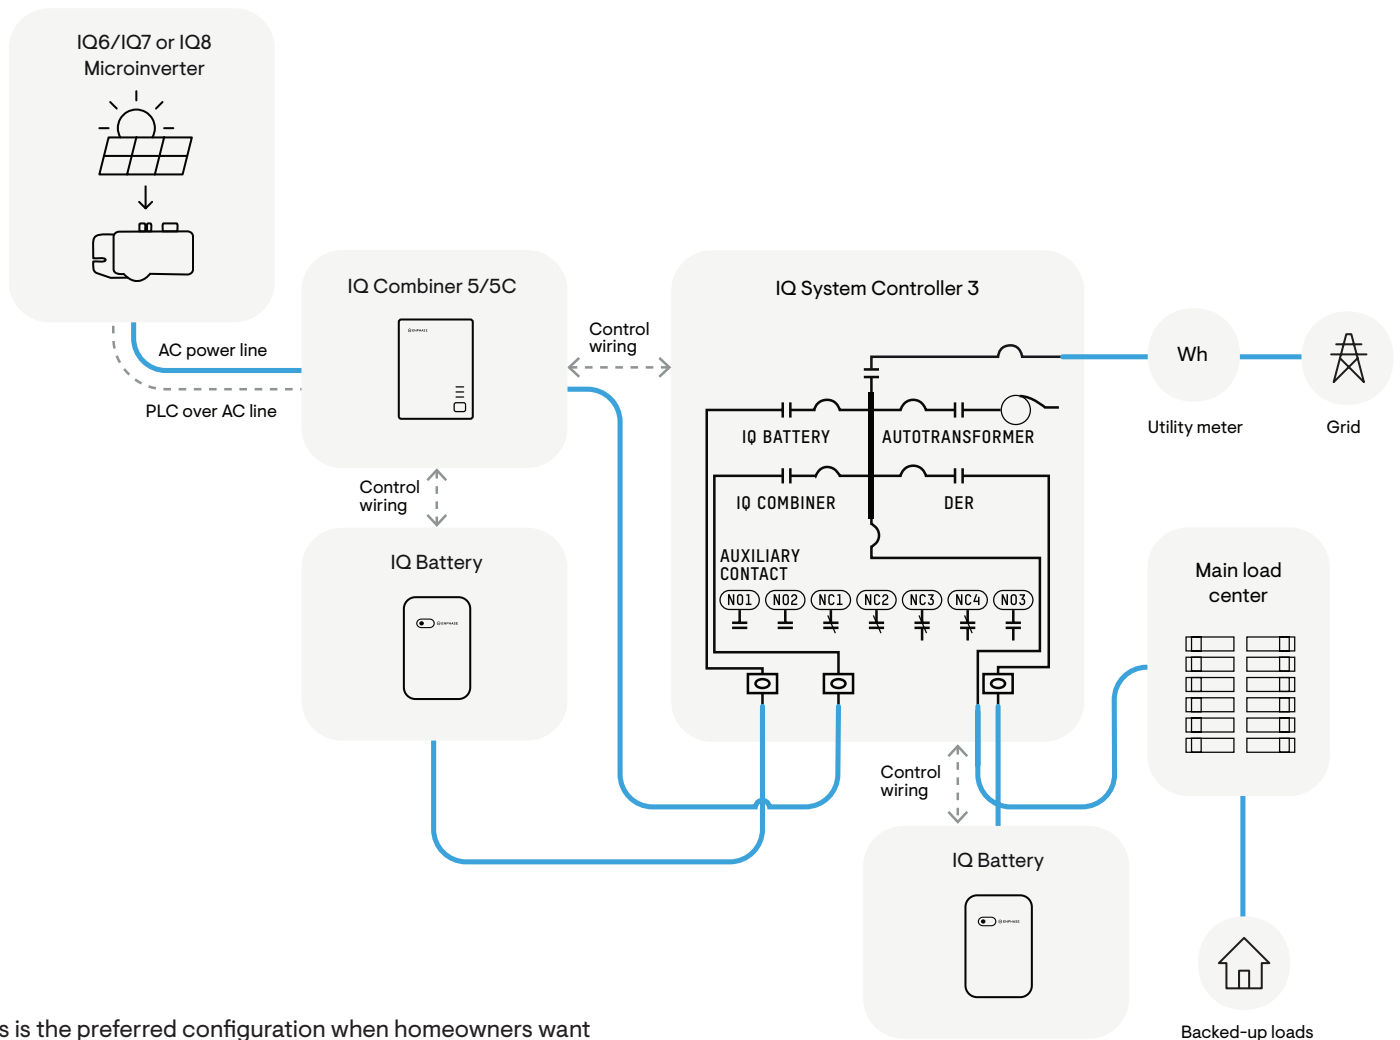 IQ6/IQ7 or IQ8
Microinverter
AC power line
PLC over AC line
IQ Combiner 5/5C
ENPHASE
Control
wiring
Control
wiring
IQ Battery
ENPHASE
IQ System Controller 3
IQ BATTERY
AUTOTRANSFORMER
IQ COMBINER
DER
AUXILIARY
CONTACT
NO1 NO2 NC1 NC2 NC3 NC4 NO3
Wh
Utility meter
Grid
Main load
center
Control
wiring
IQ Battery
ENPHASE
Backed-up loads
s is the preferred configuration when homeowners want